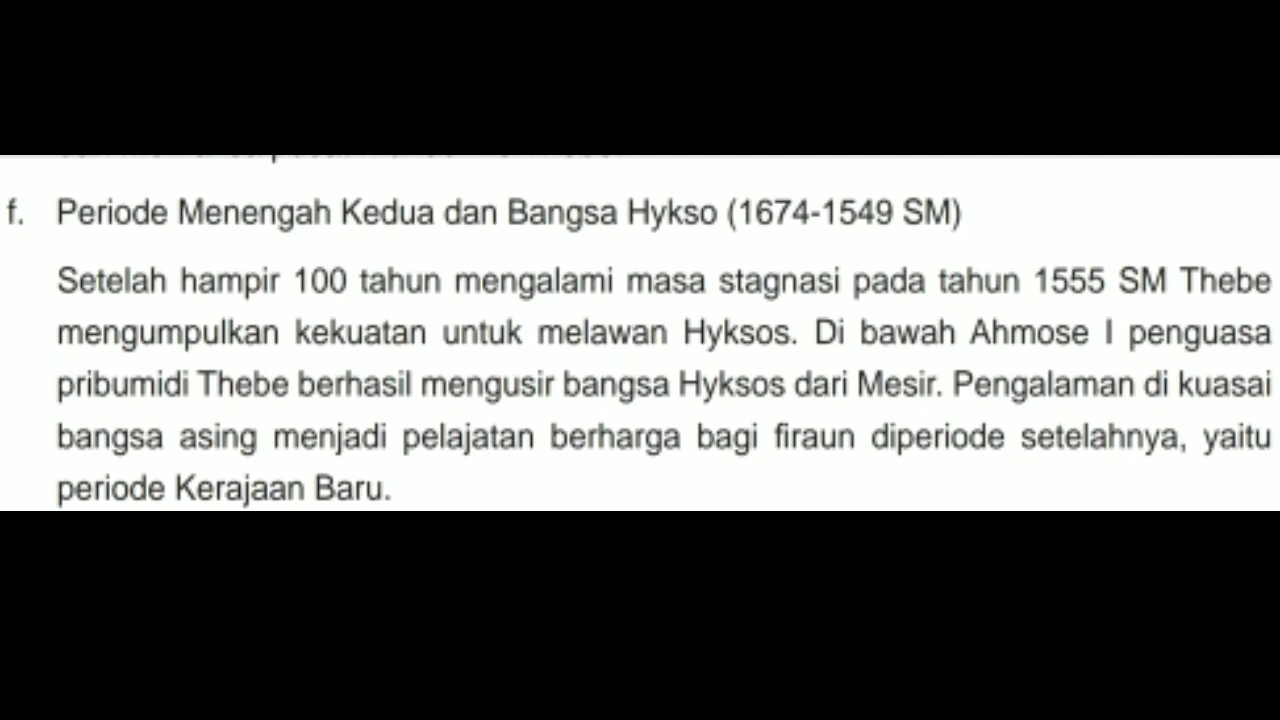 f. Periode Menengah Kedua dan Bangsa Hykso (1674-1549 SM)
Setelah hampir 100 tahun mengalami masa stagnasi pada tahun 1555 SM Thebe
mengumpulkan kekuatan untuk melawan Hyksos. Di bawah Ahmose I penguasa
pribumidi Thebe berhasil mengusir bangsa Hyksos dari Mesir. Pengalaman di kuasai
bangsa asing menjadi pelajatan berharga bagi firaun diperiode setelahnya, yaitu
periode Kerajaan Baru.